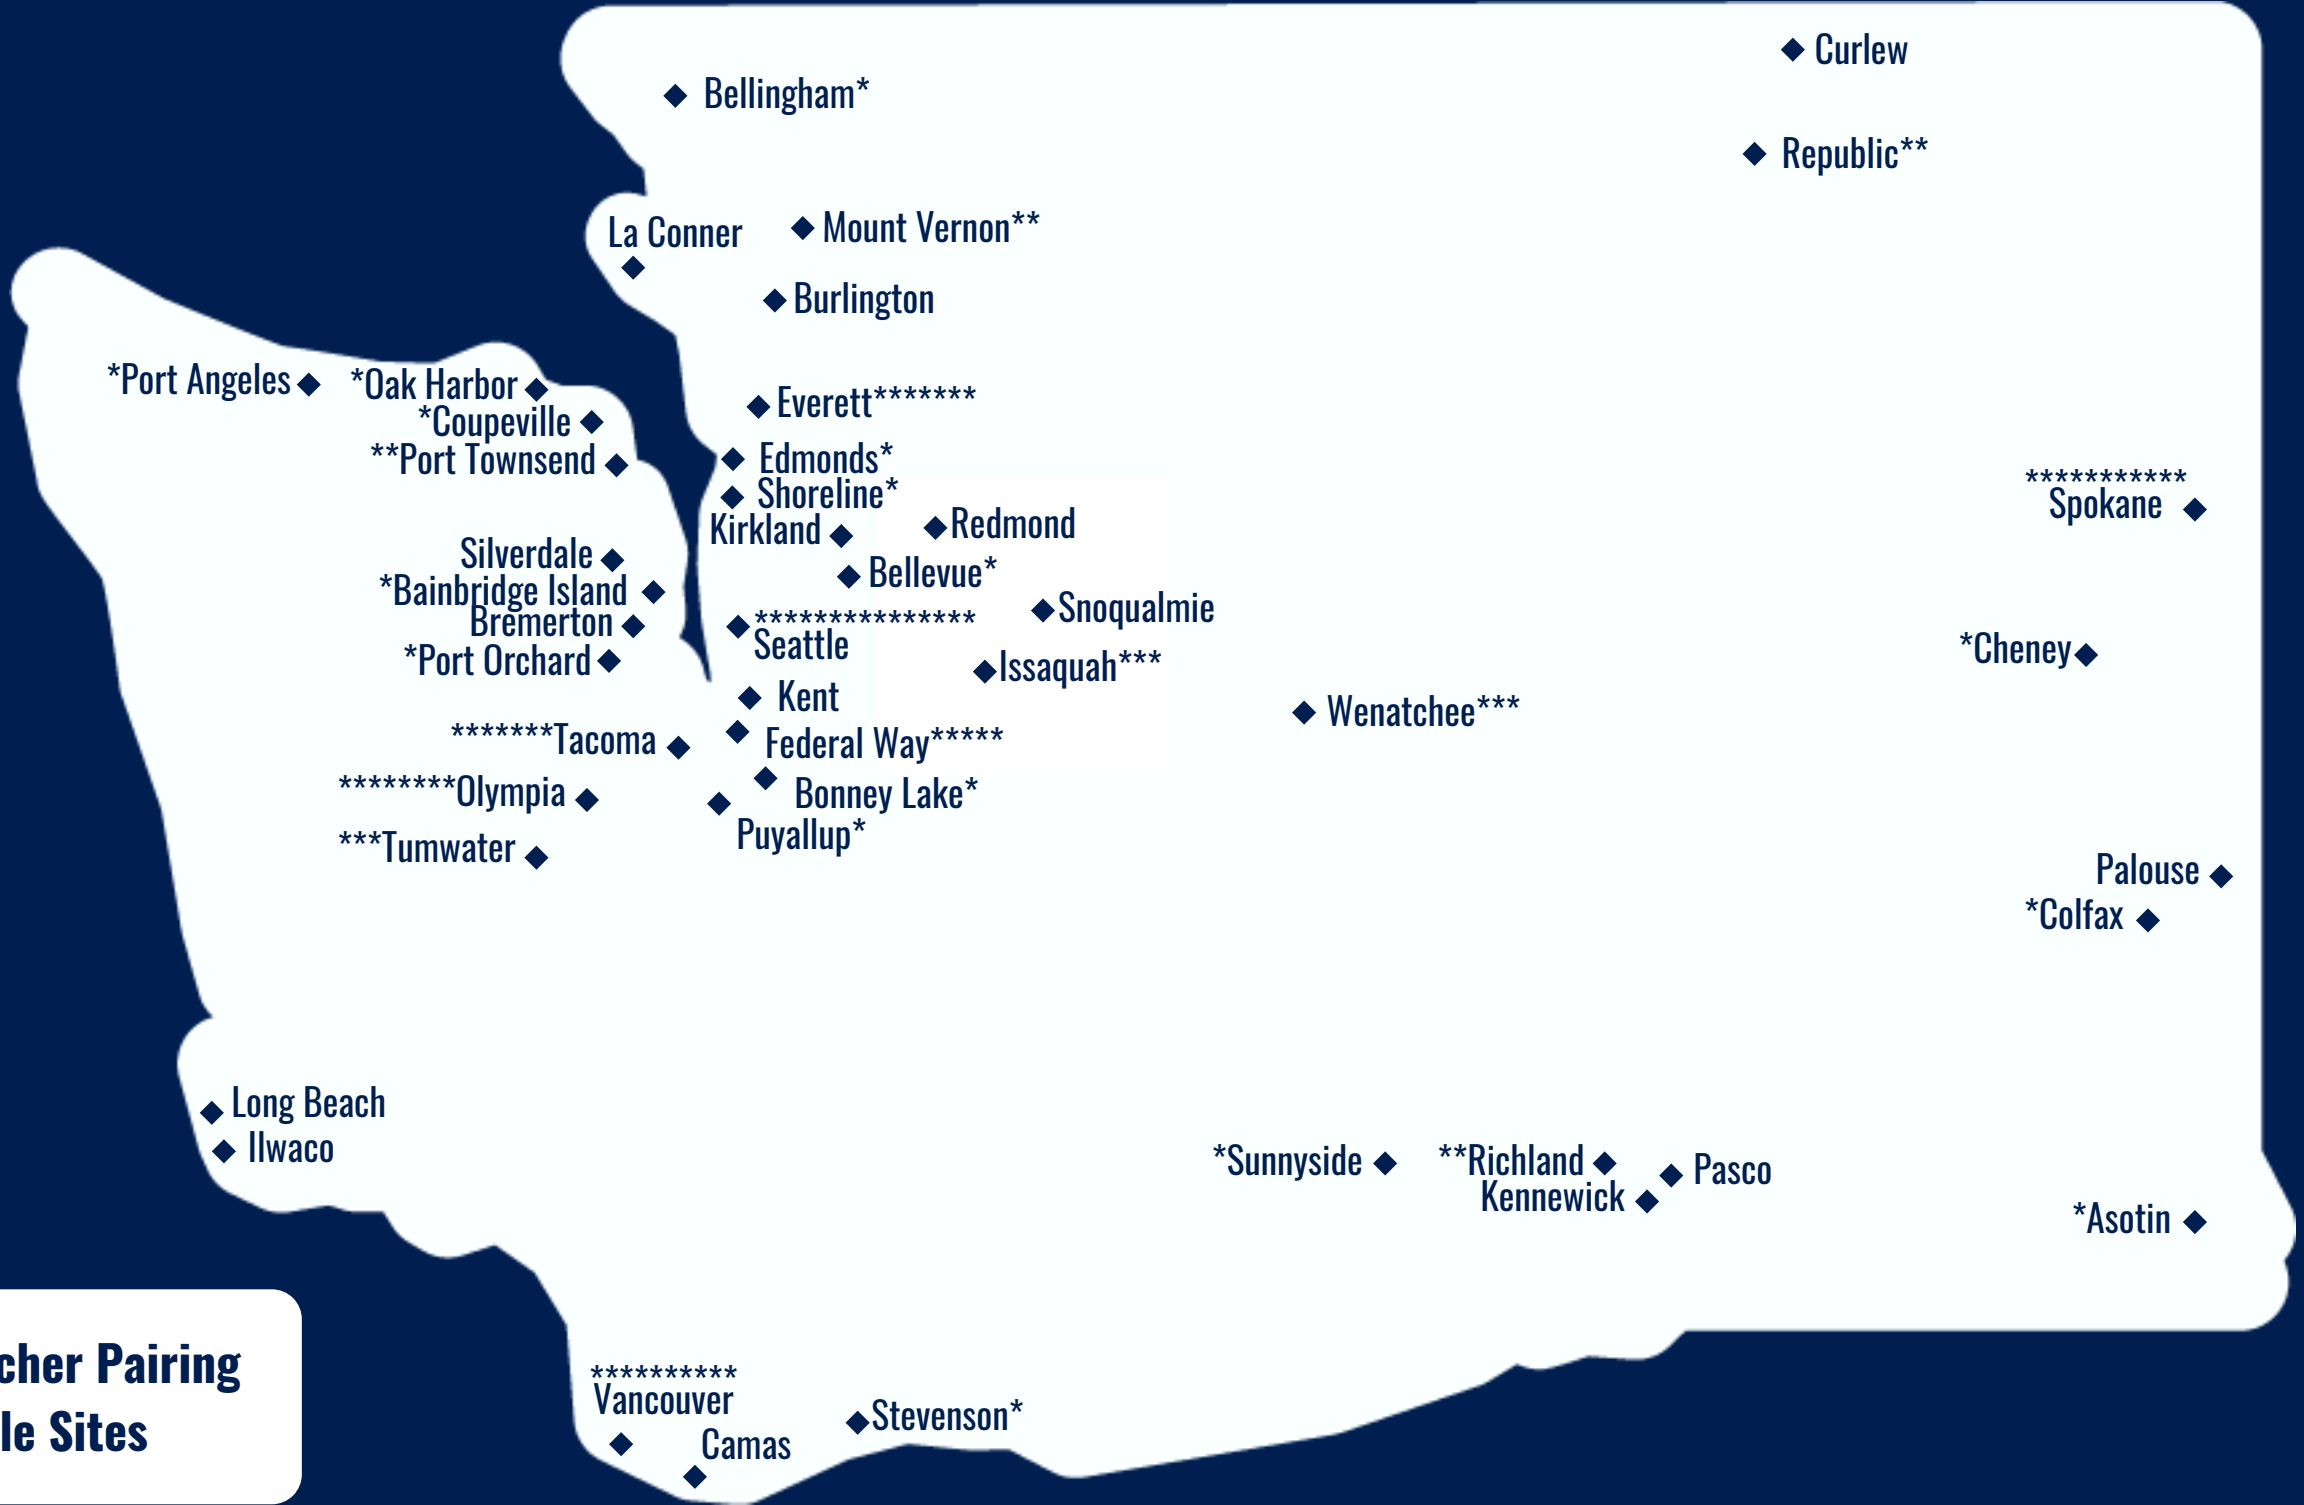 Curlew
Bellingham*
Republic**
La Conner
Mount Vernon**
Burlington
*Port Angeles
*Oak Harbor
*Coupeville
**Port Townsend
Everett*******
Edmonds*
Shoreline*
Kirkland
Redmond
Bellevue*
***********
Spokane
Silverdale
*Bainbridge Island
Bremerton
*Port Orchard
***************
Seattle
Snoqualmie
Issaquah***
Kent
*Cheney
Wenatchee***
*******Tacoma
Federal Way*****
********Olympia
Bonney Lake*
Puyallup*
***Tumwater
Palouse
*Colfax
Long Beach
Ilwaco
*Sunnyside
**Richland
Pasco
Kennewick
*Asotin
**********
Vancouver
Camas
Stevenson*
cher Pairing
le Sites